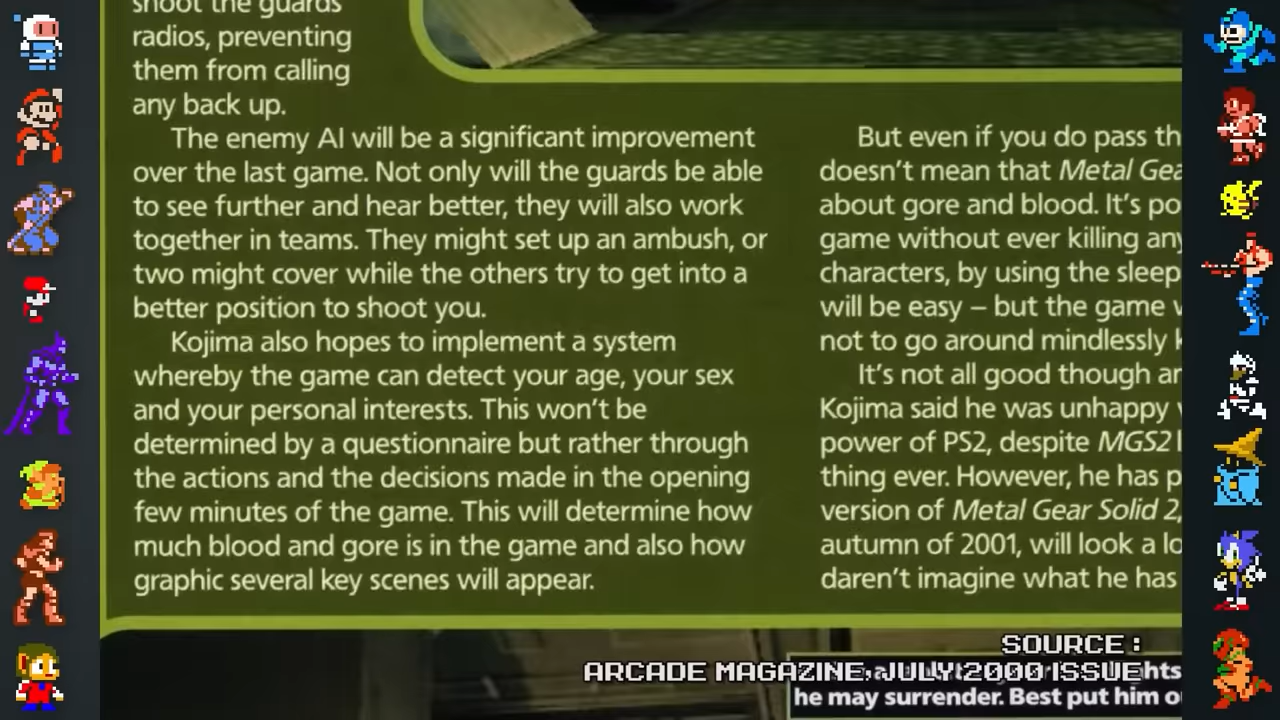 shoot the guards
radios, preventing
them from calling
any back up.
The enemy AI will be a significant improvement
over the last game. Not only will the guards be able
to see further and hear better, they will also work
together in teams. They might set up an ambush, or
two might cover while the others try to get into a
better position to shoot you.
Kojima also hopes to implement a system
whereby the game can detect your age, your sex
and your personal interests. This won't be
determined by a questionnaire but rather through
the actions and the decisions made in the opening
few minutes of the game. This will determine how
much blood and gore is in the game and also how
graphic several key scenes will appear.
But even if you do pass th
doesn't mean that Metal Gea
about gore and blood. It's po
game without ever killing any
characters, by using the sleep
will be easy – but the game
not to go around mindlessly
It's not all good though
Kojima said he was unhappy
power of PS2, despite MGS2
thing ever. However, he has p
version of Metal Gear Solid 2,
autumn of 2001, will look a lo
daren't imagine what he has
SOURCE:
ARCADE MAGAZINE, JULY 2000 ISSUE
he may surrender. Best put him